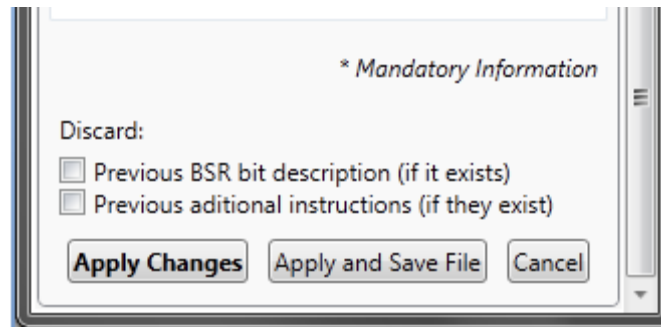 * Mandatory Information
Discard:
Previous BSR bit description (if it exists)
Previous aditional instructions (if they exist)
Apply Changes Apply and Save File Cancel